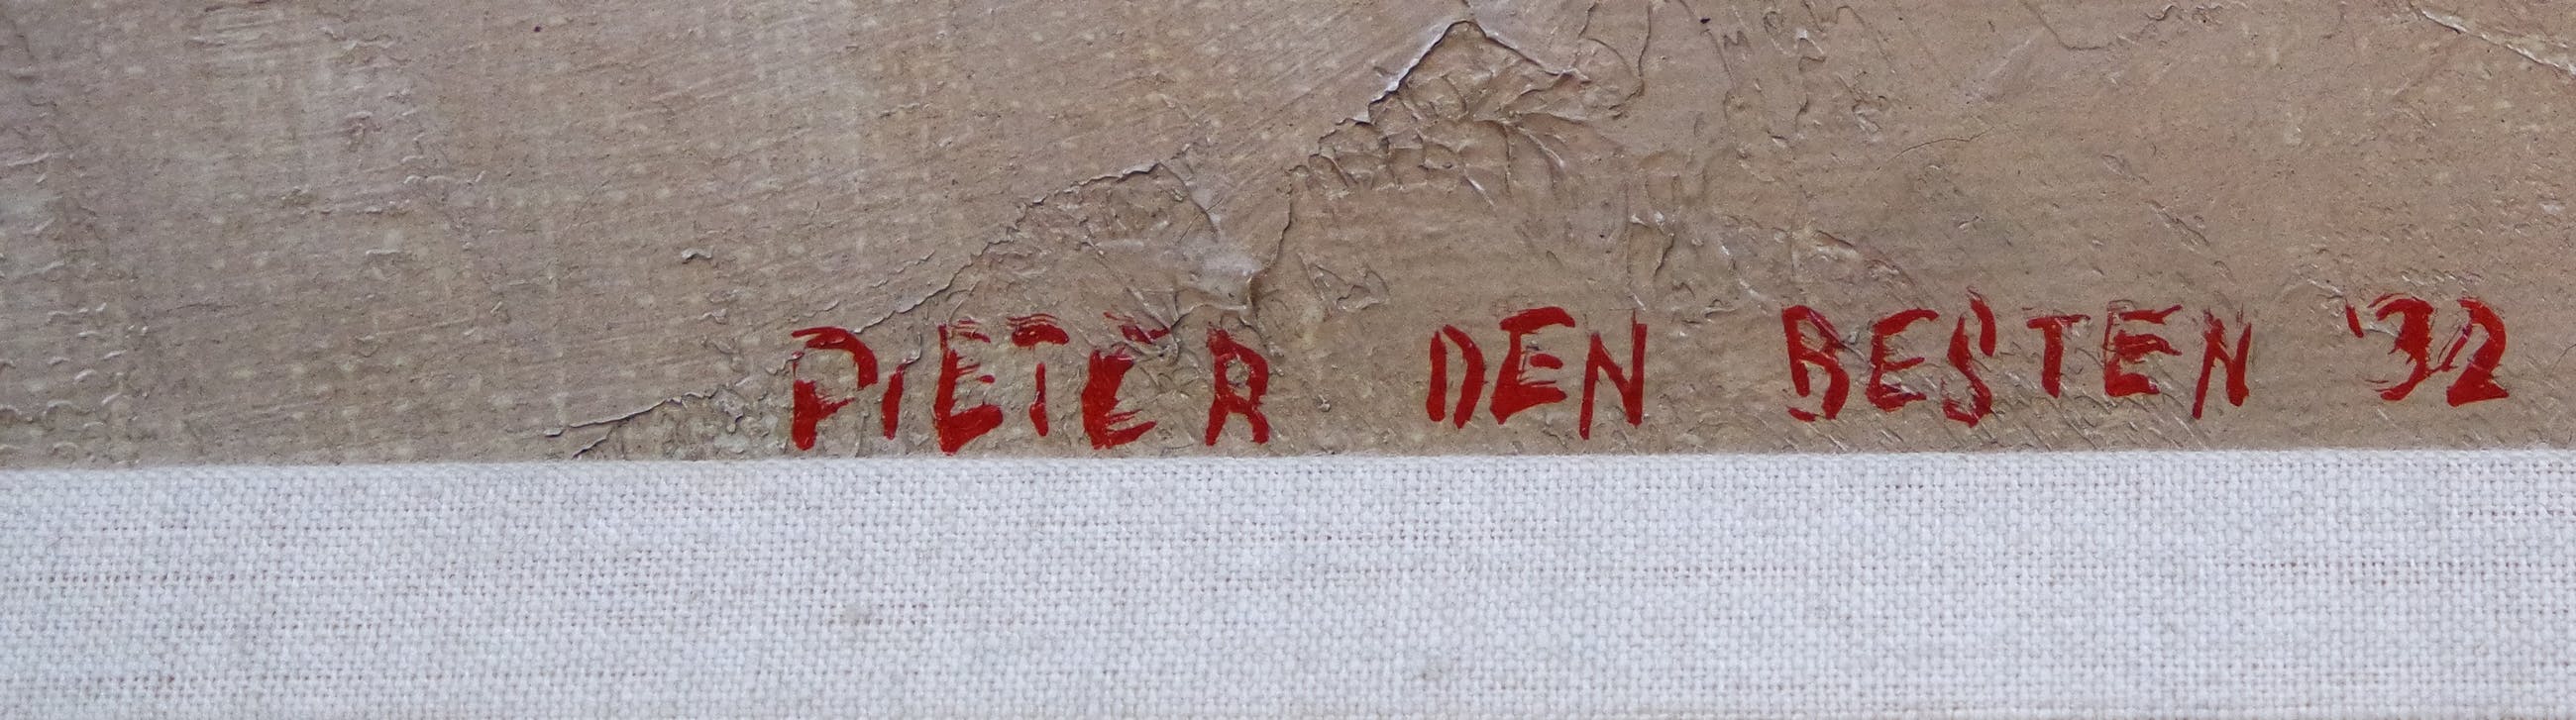 PIETER DEN BESTEN '32